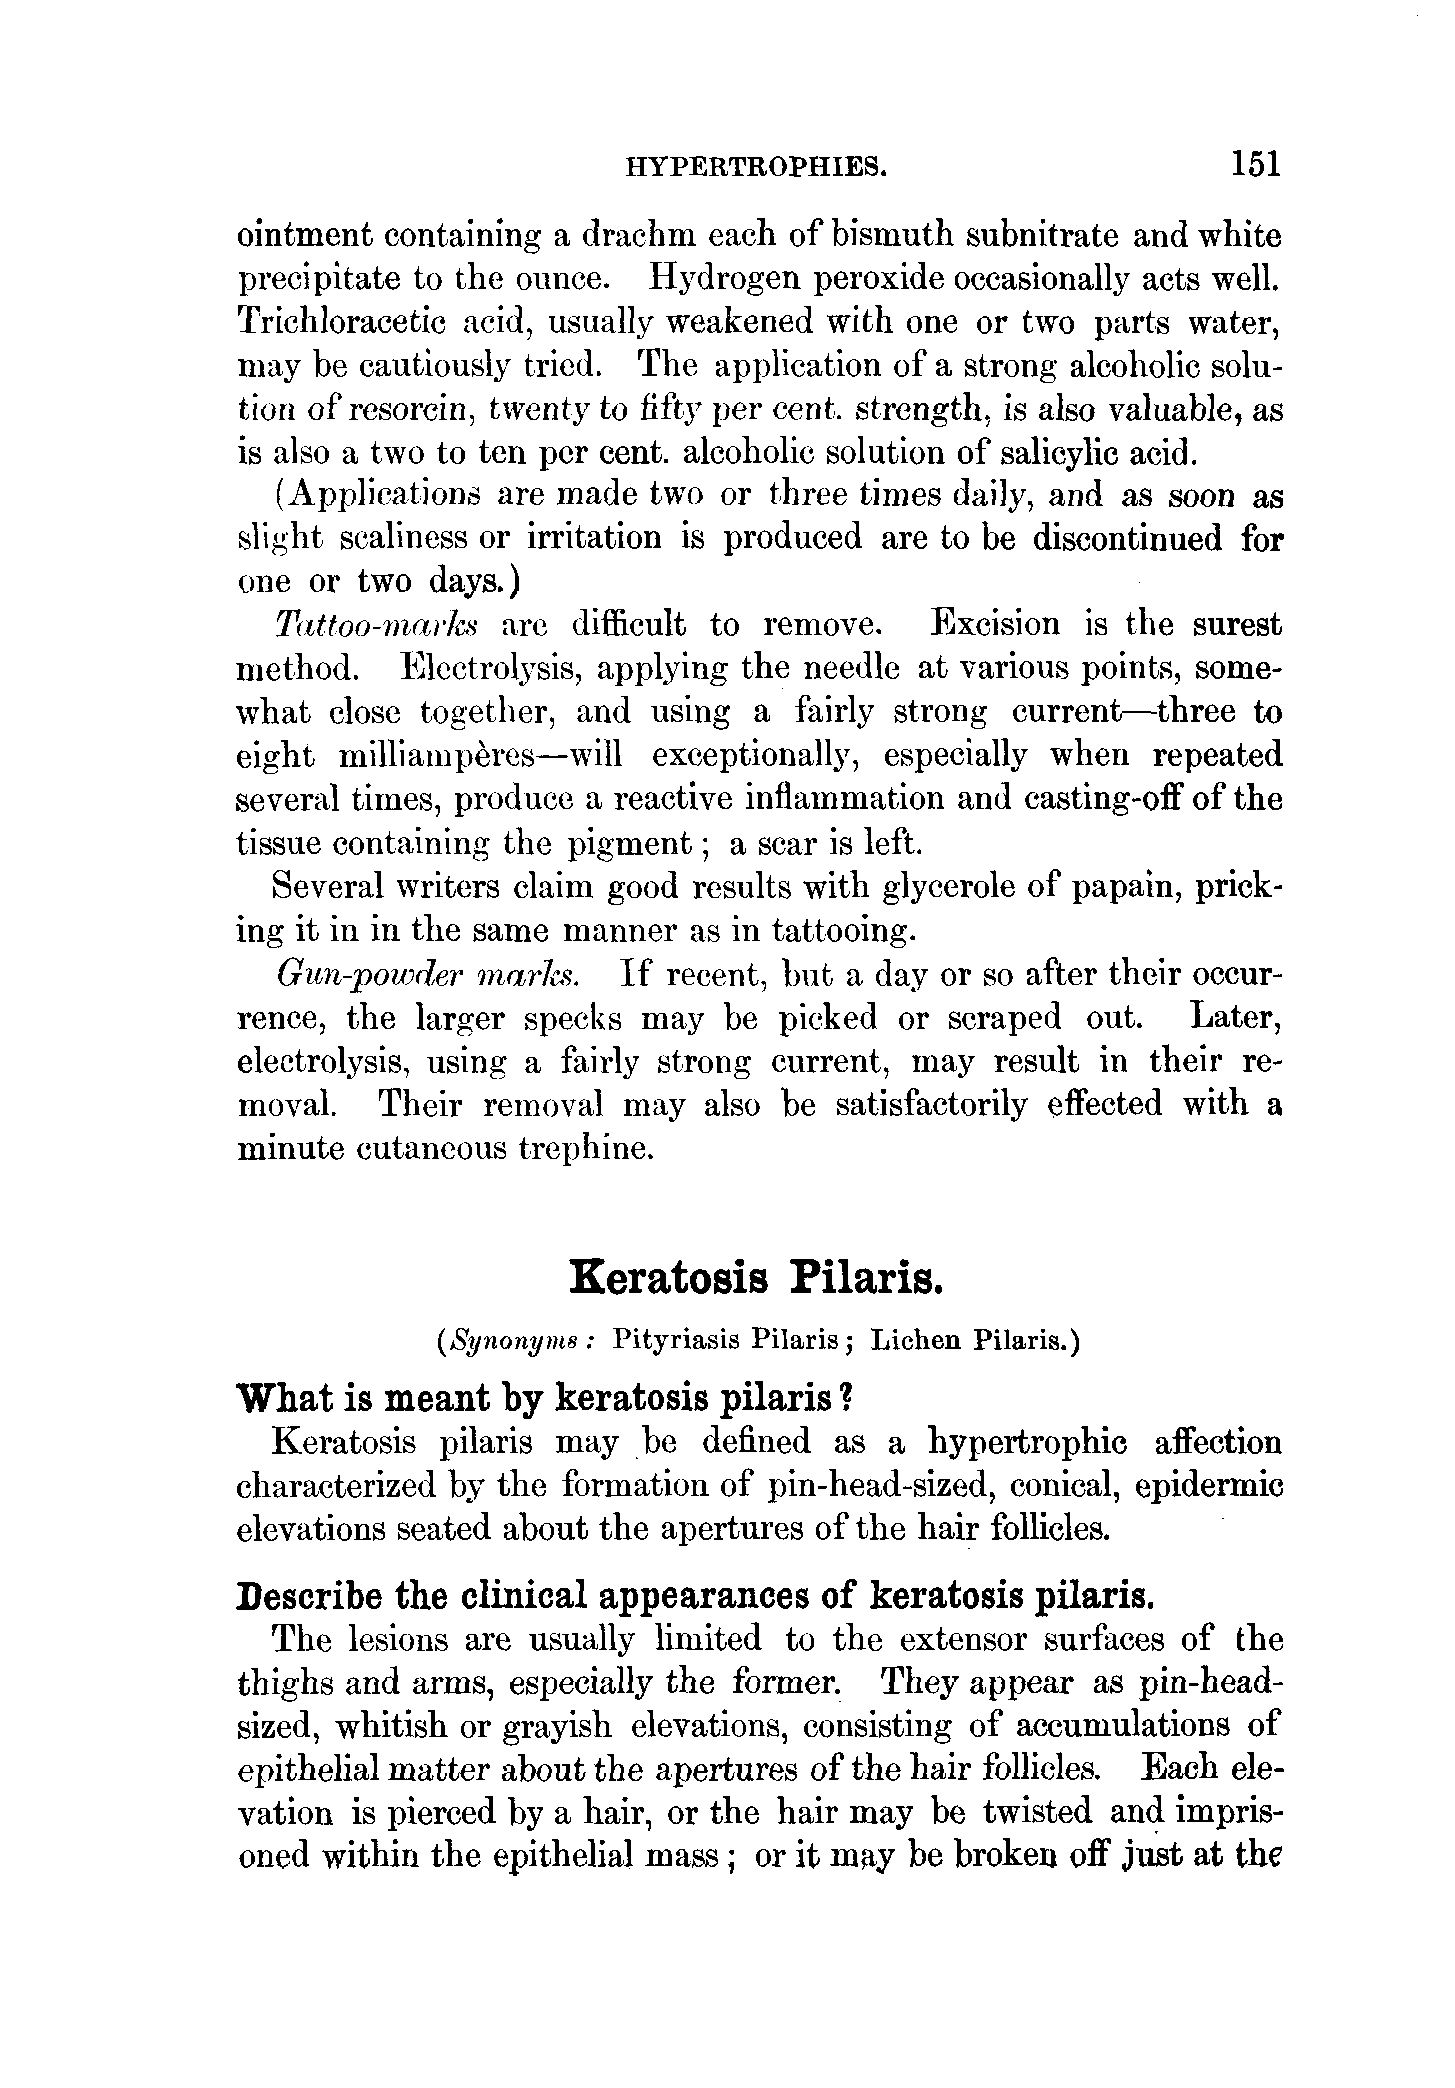 HYPERTROPHIES. 151
ointment containing a drachm each of bismuth subnitrate and white
precipitate to the ounce. Hydrogen peroxide occasionally acts well.
Trichloracetic acid, usually weakened with one or two parts water,
may be cautiously tried. The application of a strong alcoholic solu-
tion of resorcin, twenty to fifty per cent. strength, is also valuable, as
is also a two to ten per cent. alcoholic solution of salicylic acid.
(Applications are made two or three times daily, and as soon as
slight scaliness or irritation is produced are to be discontinued for
one or two days.)
Tattoo-marks are difficult to remove. Excision is the surest
method. Electrolysis, applying the needle at various points, some-
what close together, and using a fairly strong current—three to
eight milliampères—will exceptionally, especially when repeated
several times, produce a reactive inflammation and casting-off of the
tissue containing the pigment; a scar is left.
Several writers claim good results with glycerole of papain, prick-
ing it in in the same manner as in tattooing.
Gun-powder marks. If recent, but a day or so after their occur-
rence, the larger specks may be picked or scraped out. Later,
electrolysis, using a fairly strong current, may result in their re-
moval. Their removal may also be satisfactorily effected with a
minute cutaneous trephine.
Keratosis Pilaris.
(Synonyms: Pityriasis Pilaris; Lichen Pilaris.)
What is meant by keratosis pilaris?
Keratosis pilaris may be defined as a hypertrophic affection
characterized by the formation of pin-head-sized, conical, epidermic
elevations seated about the apertures of the hair follicles.
Describe the clinical appearances of keratosis pilaris.
The lesions are usually limited to the extensor surfaces of the
thighs and arms, especially the former. They appear as pin-head-
sized, whitish or grayish elevations, consisting of accumulations of
epithelial matter about the apertures of the hair follicles. Each ele-
vation is pierced by a hair, or the hair may be twisted and impris-
oned within the epithelial mass; or it may be broken off just at the